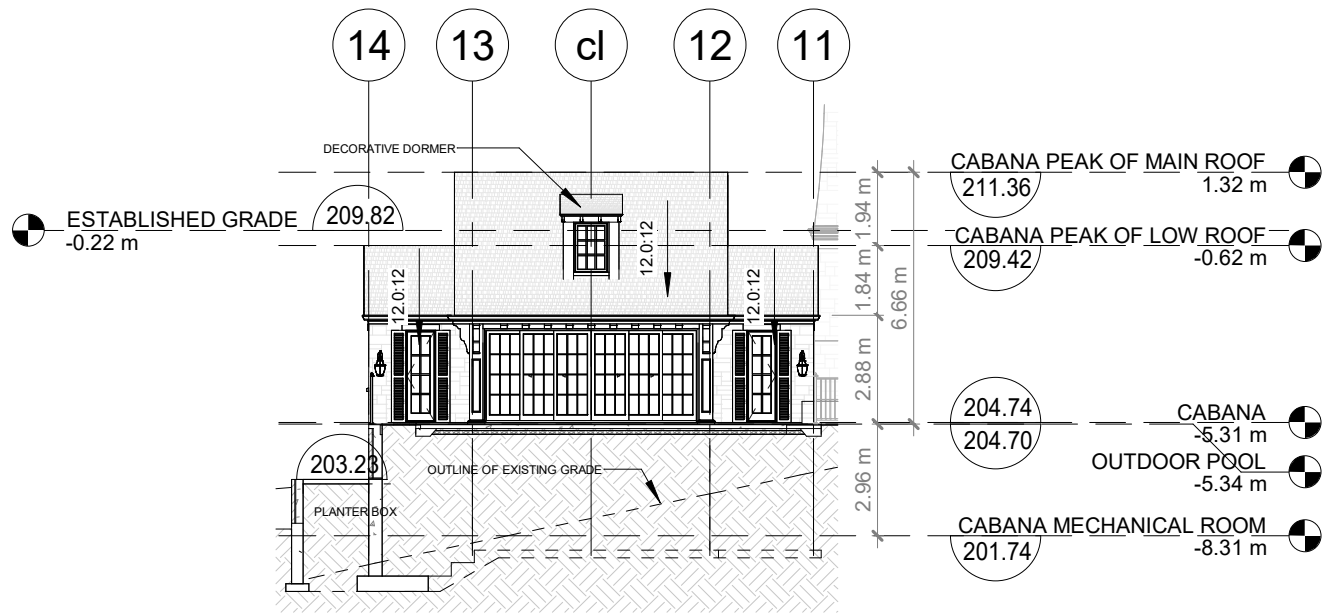 14
13
cl
12
11
DECORATIVE DORMER
CABANA PEAK OF MAIN ROOF
211.36
1.32 m
ESTABLISHED GRADE
209.82
-0.22 m
CABANA PEAK OF LOW ROOF
209.42
-0.62 m
12.0:12
12.0:12
12.0:12
1.94 m
1.84 m
6.66 m
2.88 m
2.96 m
204.74
204.70
CABANA
-5.31 m
OUTDOOR POOL
-5.34 m
203.23
OUTLINE OF EXISTING GRADE
PLANTER BOX
CABANA MECHANICAL ROOM
201.74
-8.31 m